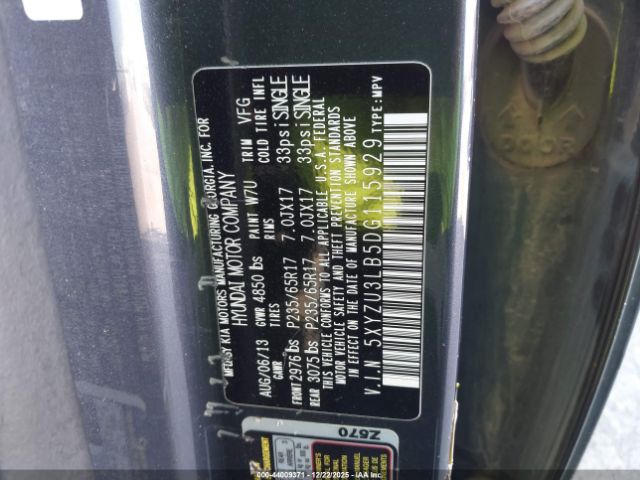 MFD BY KIA MOTORS MANUFACTURING GEORGIA, INC. FOR
HYUNDAI MOTOR COMPANY
AUG/06/13 GVWR 4850 lbs PAINT W7U TRIM VFG
GAWR TIRES RIMS COLD TIRE INFL
FRONT 2976 lbs P235/65R17 7.0JX17 33psi SINGLE
REAR 3075 lbs P235/65R17 7.0JX17 33psi SINGLE
THIS VEHICLE CONFORMS TO ALL APPLICABLE U.S.A. FEDERAL
MOTOR VEHICLE SAFETY AND THEFT PREVENTION STANDARDS
IN EFFECT ON THE DATE OF MANUFACTURE SHOWN ABOVE
V.I.N 5XYZU3LB5DG115929 TYPE: MPV
Z670
DOOR
000-44009371 - 12/22/2025 - IAAI.COM